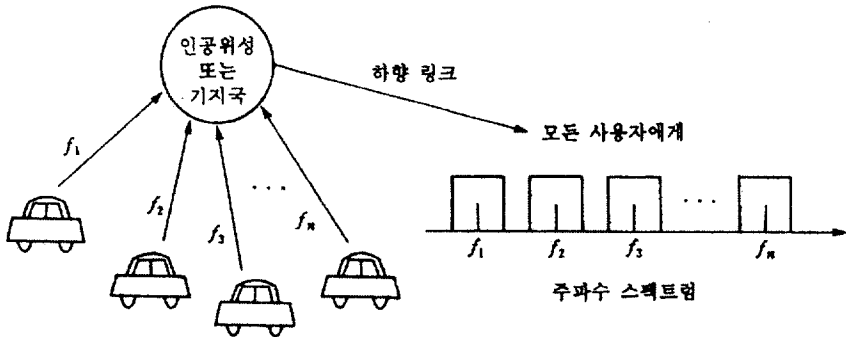 인공위성
또는
기지국
하향 링크
모든 사용자에게
f₁
f₂
f₃
...
fₙ
f₁
f₂
f₃
...
fₙ
주파수 스펙트럼